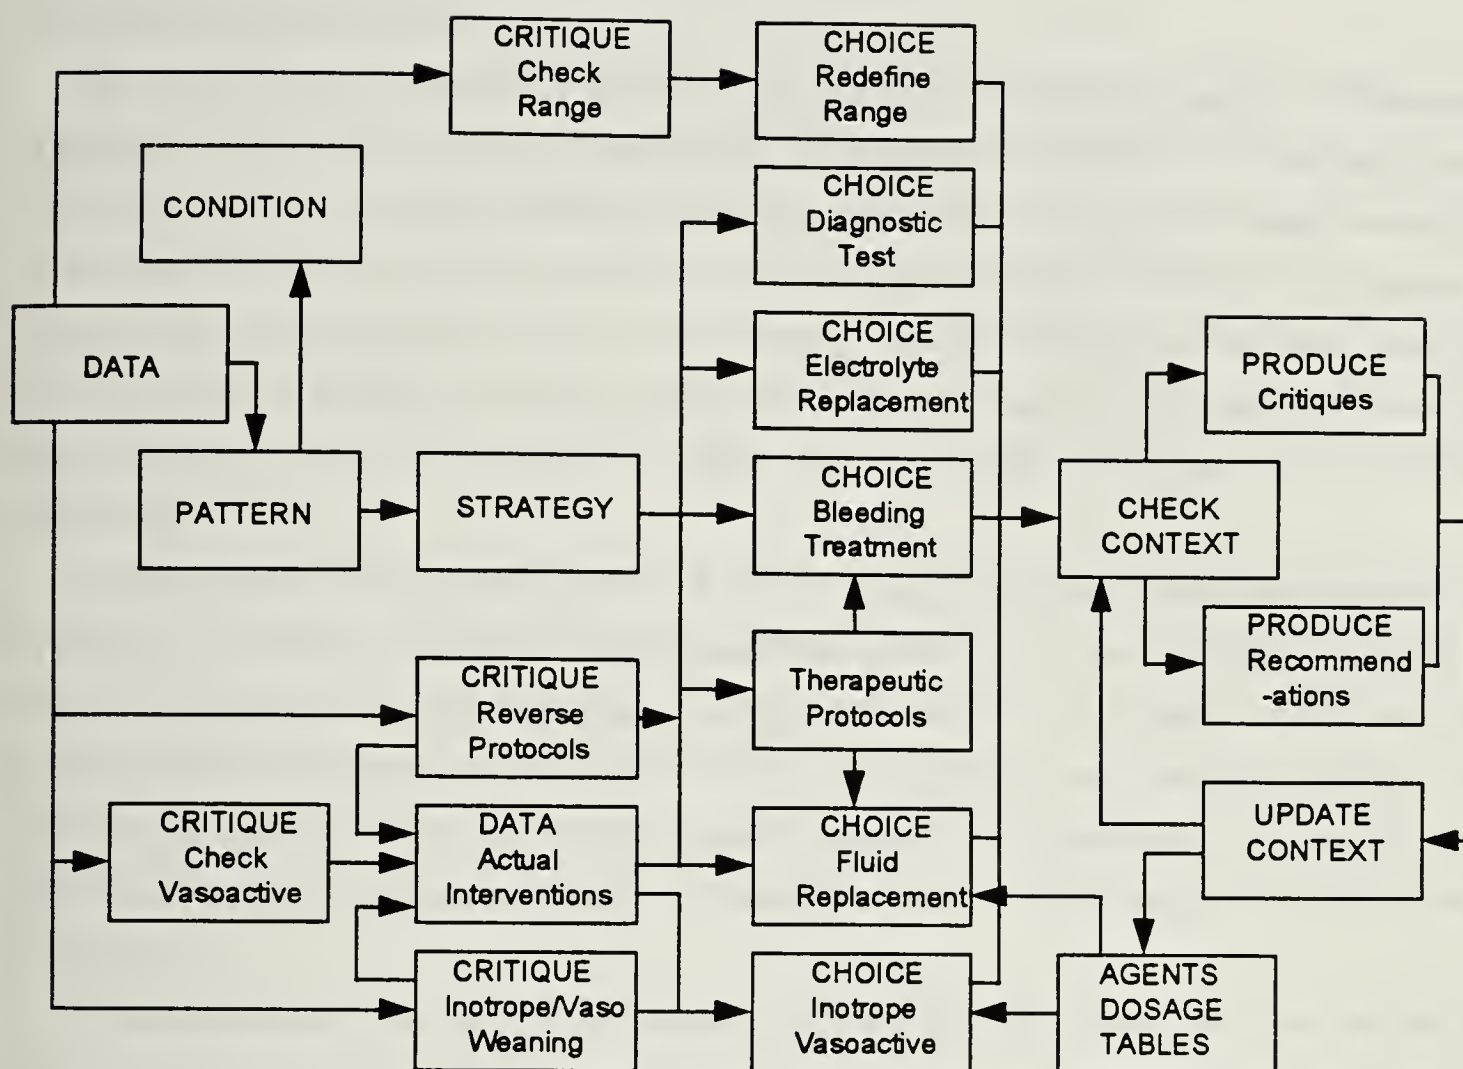 CRITIQUE
Check
Range
CHOICE
Redefine
Range
CONDITION
CHOICE
Diagnostic
Test
DATA
CHOICE
Electrolyte
Replacement
PRODUCE
Critiques
PATTERN
STRATEGY
CHOICE
Bleeding
Treatment
CHECK
CONTEXT
CRITIQUE
Reverse
Protocols
Therapeutic
Protocols
PRODUCE
Recommend
-ations
CRITIQUE
Check
Vasoactive
DATA
Actual
Interventions
CHOICE
Fluid
Replacement
UPDATE
CONTEXT
CRITIQUE
Inotrope/Vaso
Weaning
CHOICE
Inotrope
Vasoactive
AGENTS
DOSAGE
TABLES